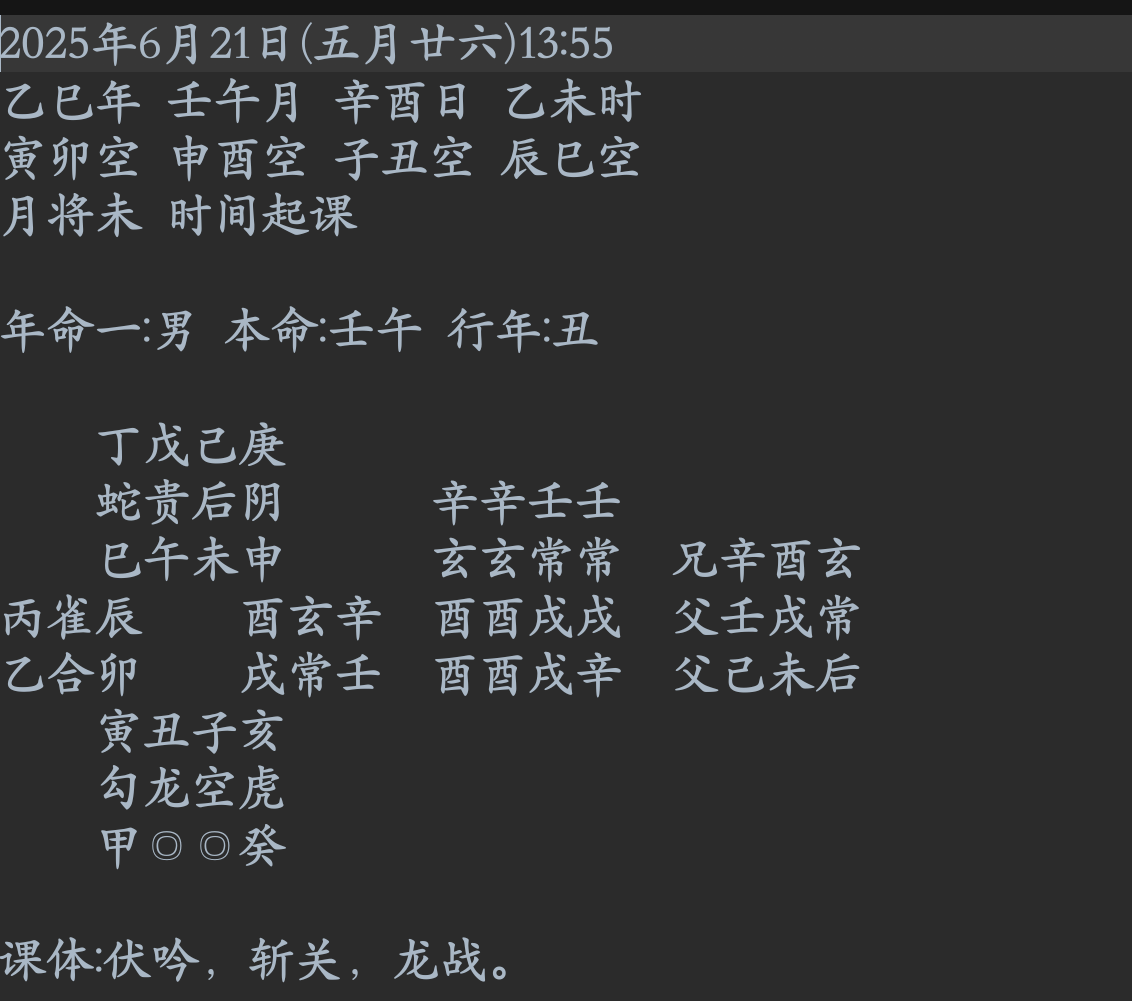 2025年6月21日(五月廿六)13:55
乙巳年 壬午月 辛酉日 乙未时
寅卯空 申酉空 子丑空 辰巳空
月将未 时间起课
年命一:男 本命:壬午 行年:丑
丁戊己庚
蛇贵后阴 辛辛壬壬
巳午未申 玄玄常常 兄辛酉玄
丙雀辰 酉玄辛 酉酉戌戌 父壬戌常
乙合卯 戌常壬 酉酉戌辛 父己未后
寅丑子亥
勾龙空虎
甲◎◎癸
课体:伏吟，斩关，龙战。